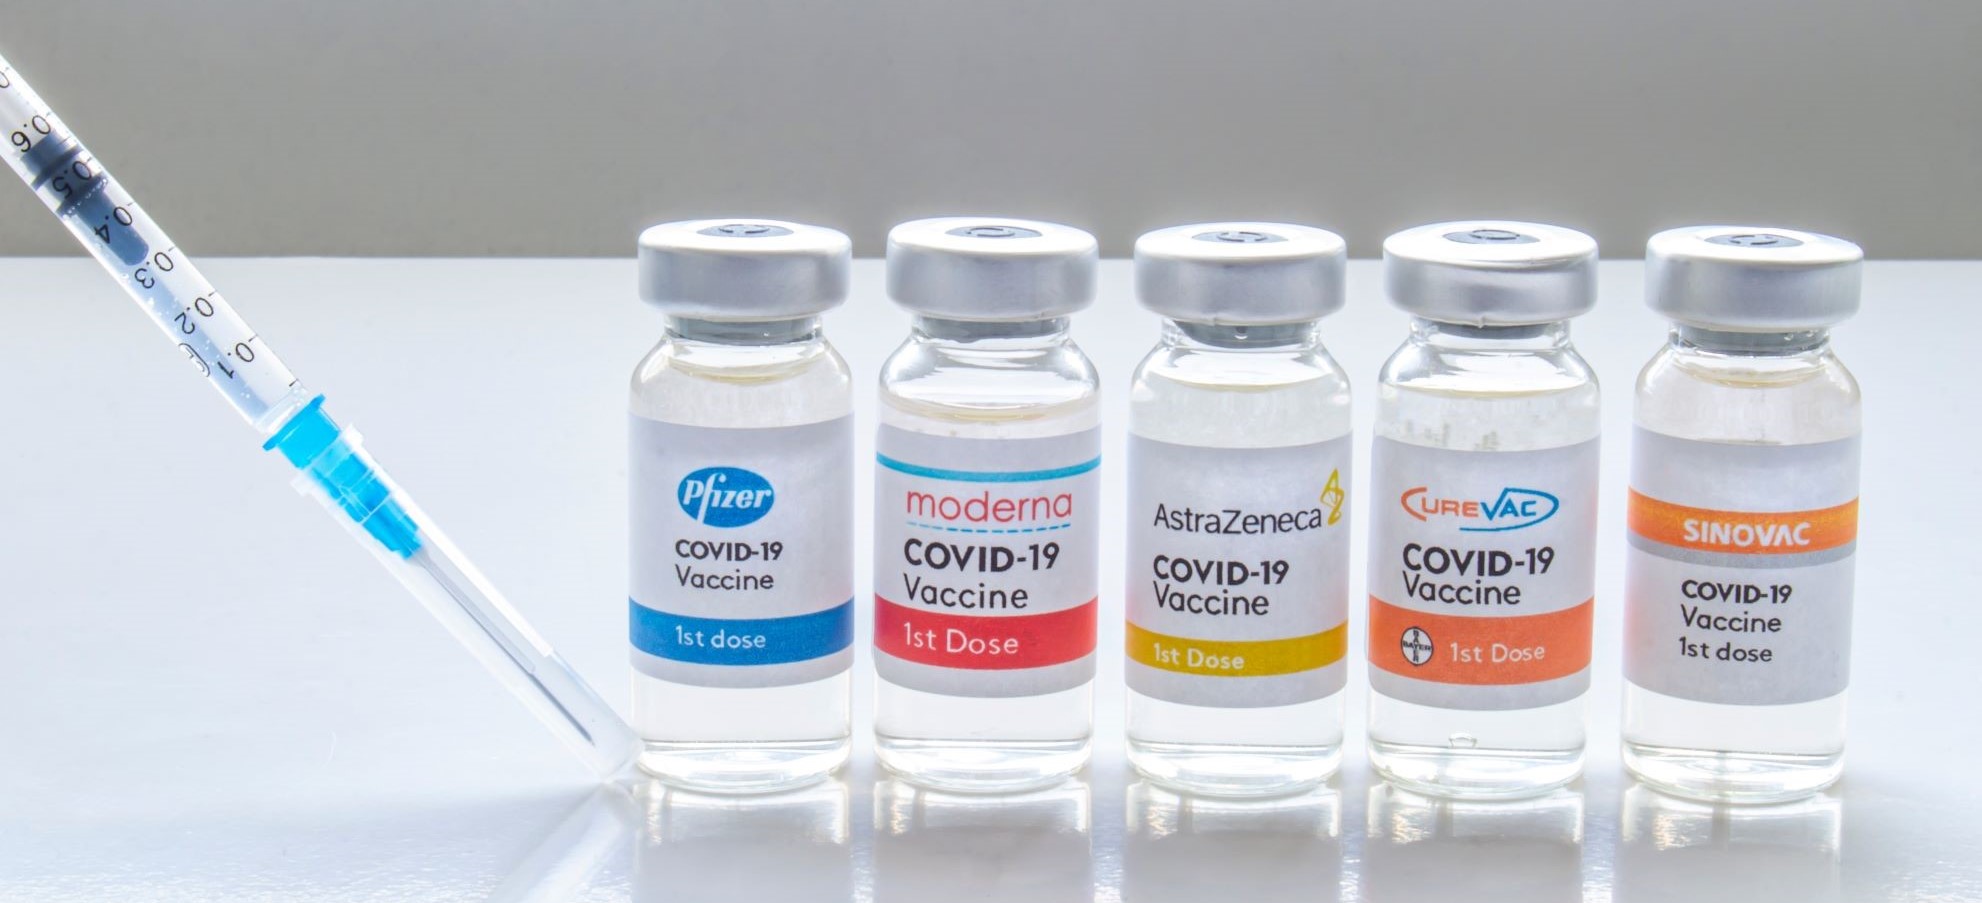 0.6
0.5
0.4
0.3
0.2
0.1
Pfizer
COVID-19
Vaccine
1st dose
moderna
COVID-19
Vaccine
1st Dose
AstraZeneca
COVID-19
Vaccine
1st Dose
CUREVAC
COVID-19
Vaccine
BAYER
1st Dose
SINOVAC
COVID-19
Vaccine
1st dose